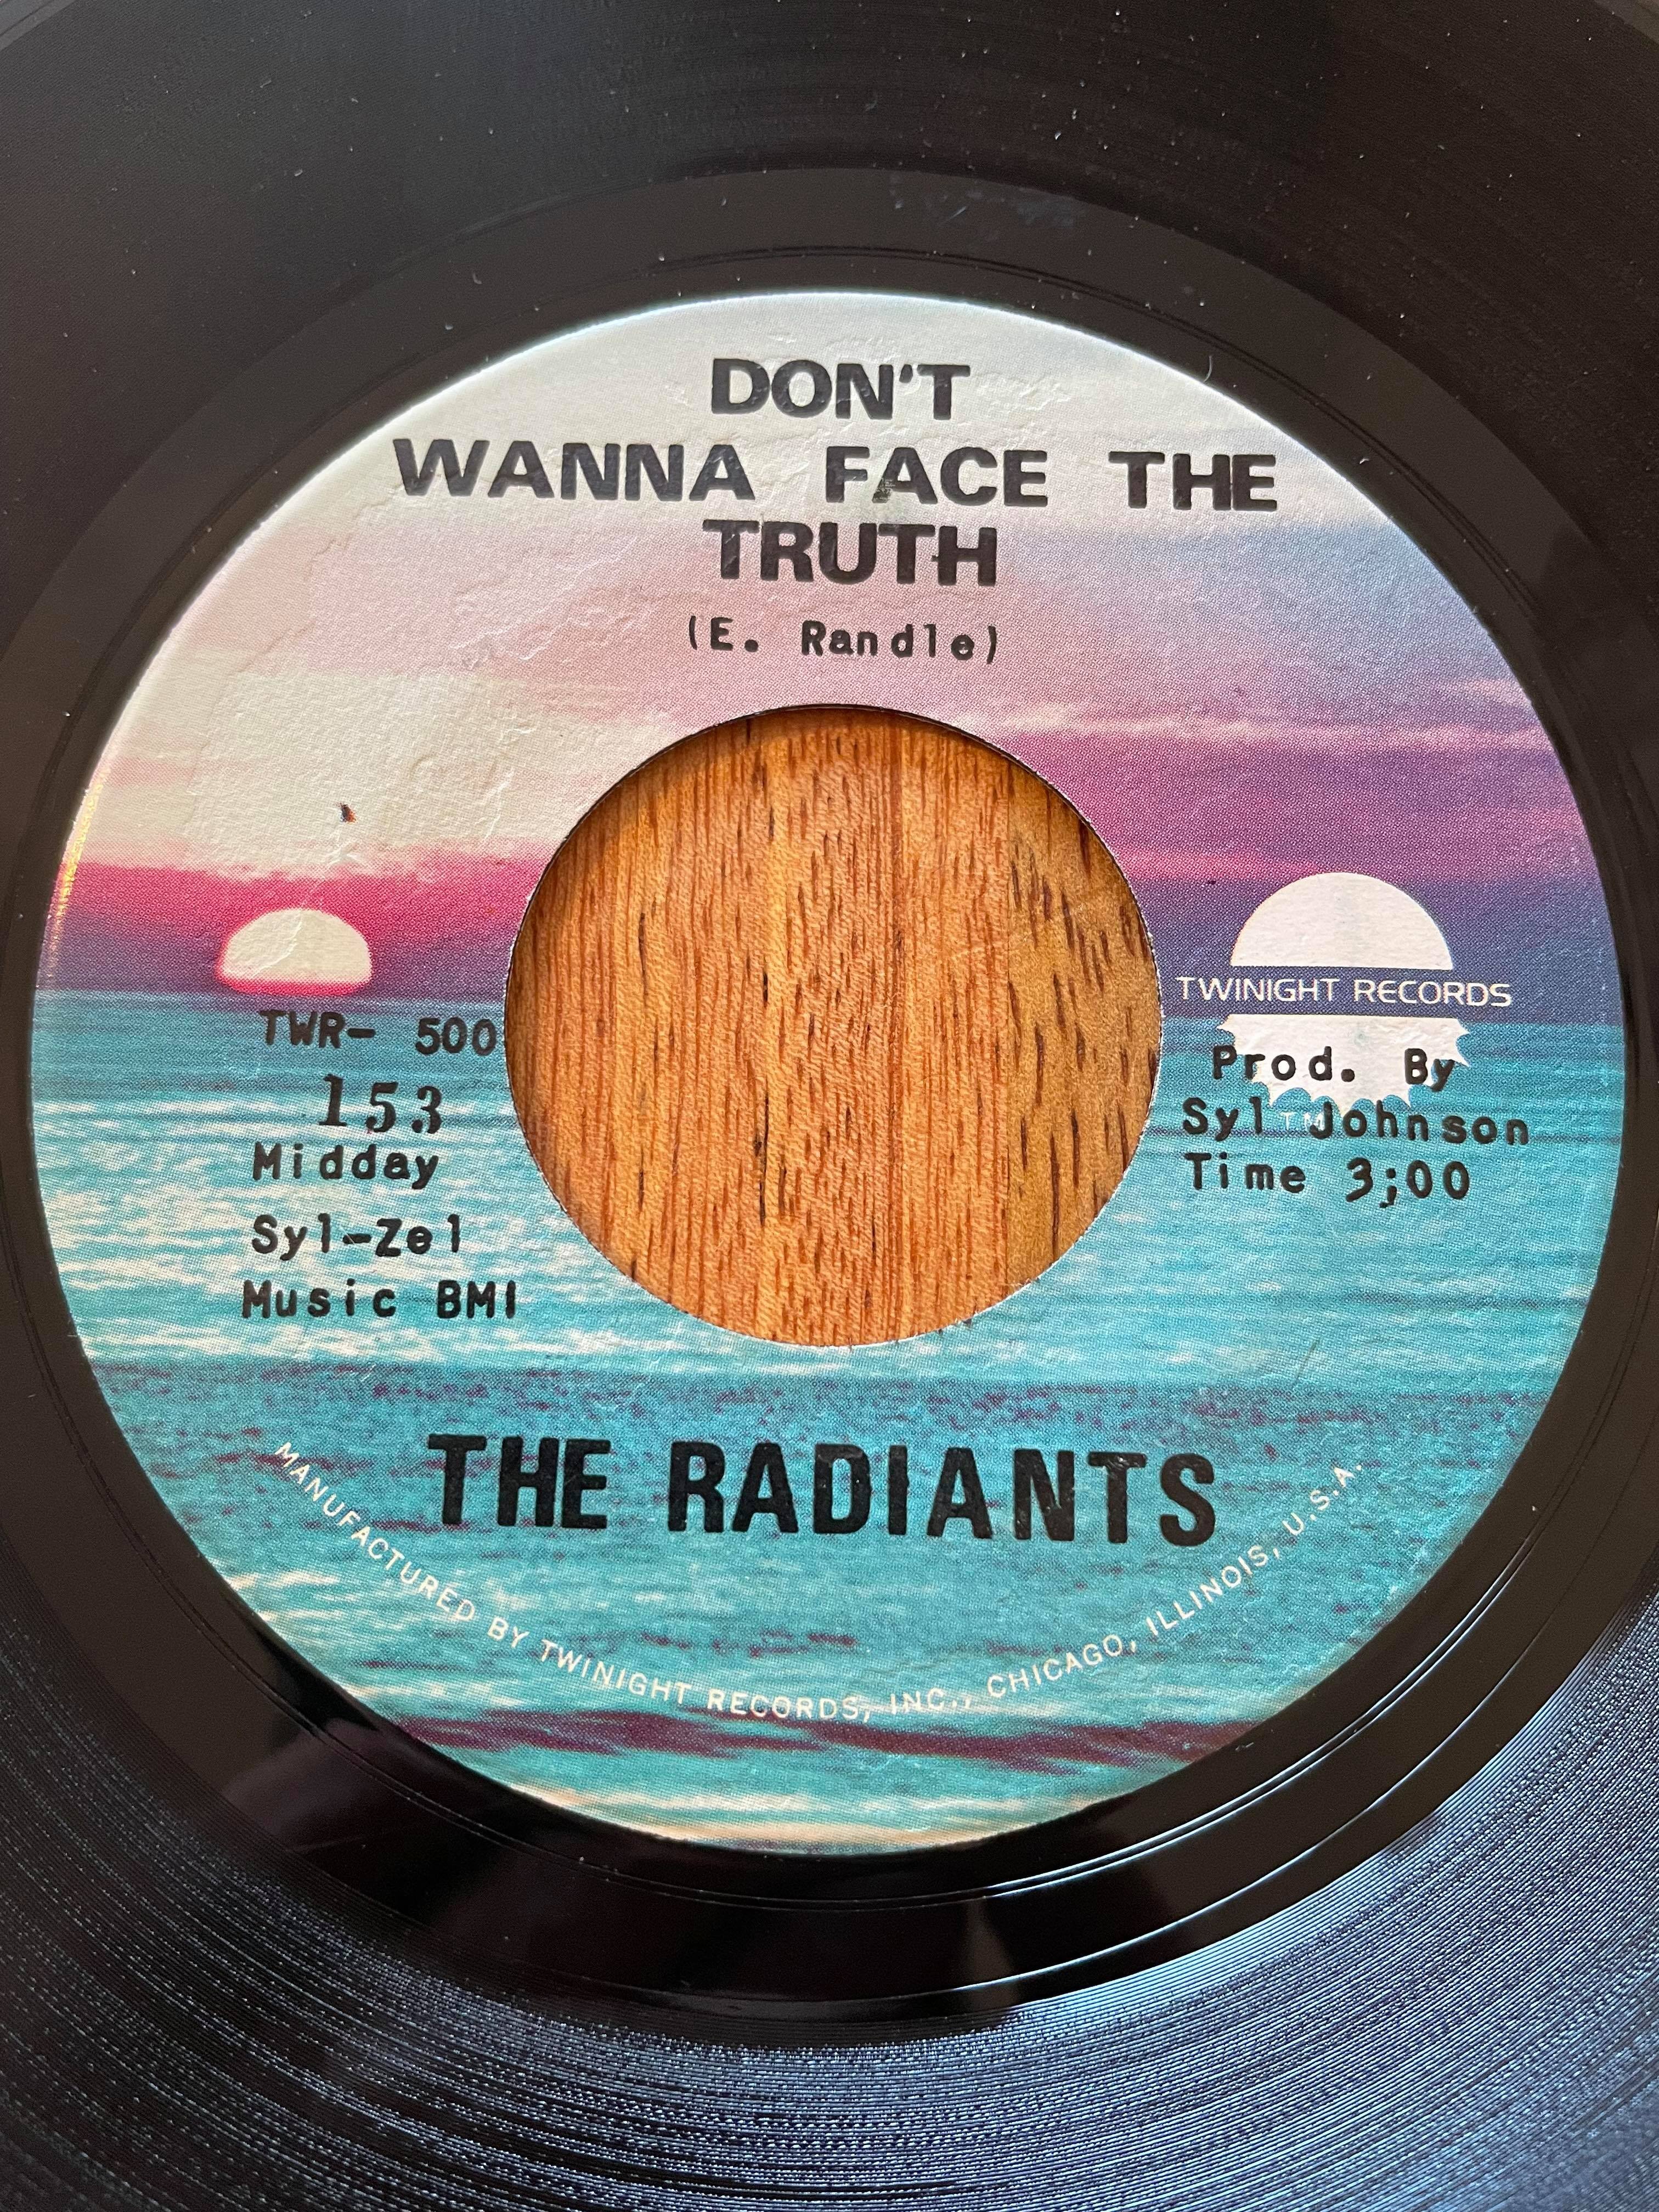 DON'T
WANNA FACE THE
TRUTH
(E. Randle)
TWR- 500
153
Midday
Syl-Zel
Music BMI
TWINIGHT RECORDS
Prod. By
Syl Johnson
Time 3;00
THE RADIANTS
MANUFACTURED BY TWINIGHT RECORDS, INC., CHICAGO, ILLINOIS, U.S.A.